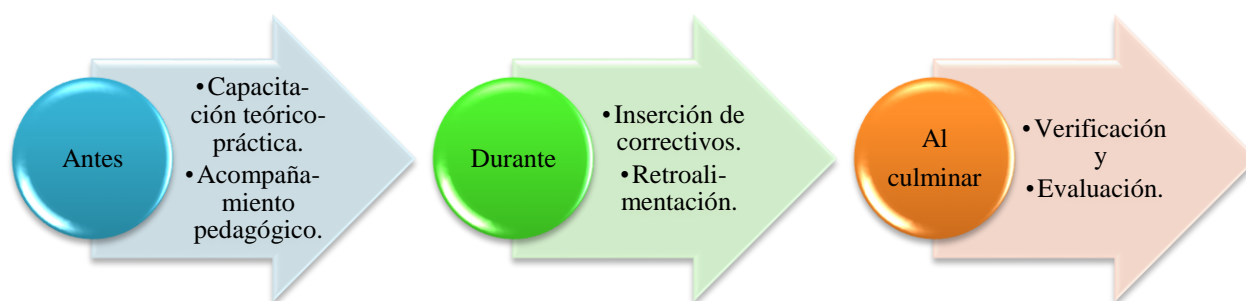 Antes
•Capacita-
ción teórico-
práctica.
•Acompaña-
miento
pedagógico.
Durante
•Inserción de
correctivos.
•Retroali-
mentación.
Al
culminar
•Verificación
y
•Evaluación.